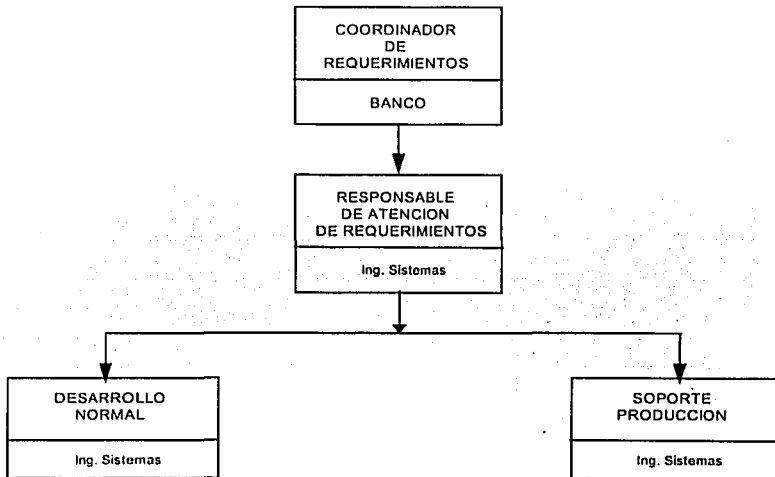 COORDINADOR
DE
REQUERIMIENTOS
BANCO
RESPONSABLE
DE ATENCION
DE REQUERIMIENTOS
Ing. Sistemas
DESARROLLO
NORMAL
Ing. Sistemas
SOPORTE
PRODUCCION
Ing. Sistemas